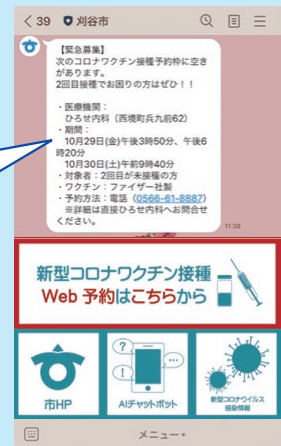 39 刈谷市
【緊急募集】
次のコロナワクチン接種予約枠に空き
があります。
2回目接種でお困りの方はぜひ！！
・医療機関：
ひろせ内科（西境町兵九前62）
・期間：
10月29日(金)午後3時50分、午後6
時20分
10月30日(土)午前9時40分
・対象者：2回目が未接種の方
・ワクチン：ファイザー社製
・予約方法：電話（0566-61-8887）
※詳細は直接ひろせ内科へお問合せ
ください。
11:38
新型コロナワクチン接種
Web 予約はこちらから
市HP
?
!
...
AIチャットボット
新型コロナウイルス
感染情報
メニュー